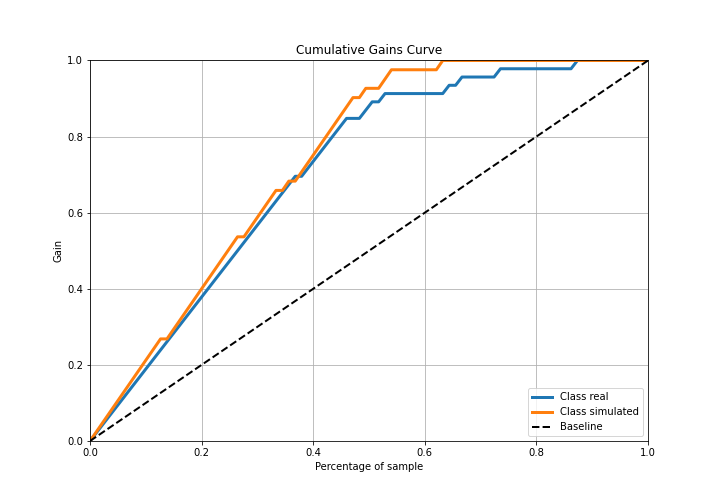 Cumulative Gains Curve
1.0
0.8
0.6
0.4
0.2
0.0
Gain
0.0 0.2 0.4 0.6 0.8 1.0
Percentage of sample
Class real
Class simulated
Baseline